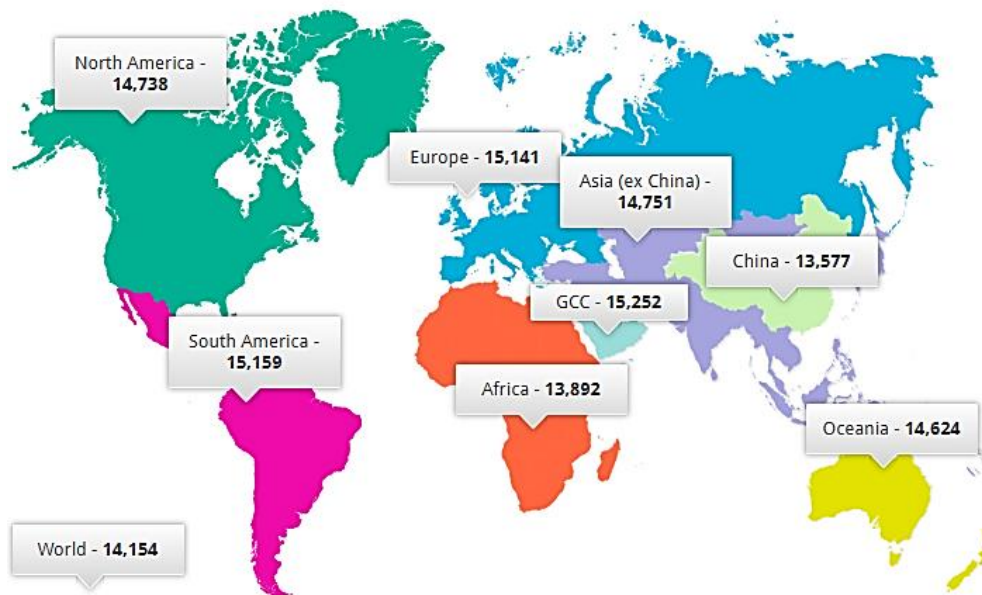 North America -
14,738
Europe - 15,141
Asia (ex China) -
14,751
China - 13,577
GCC - 15,252
South America -
15,159
Africa - 13,892
Oceania - 14,624
World - 14,154